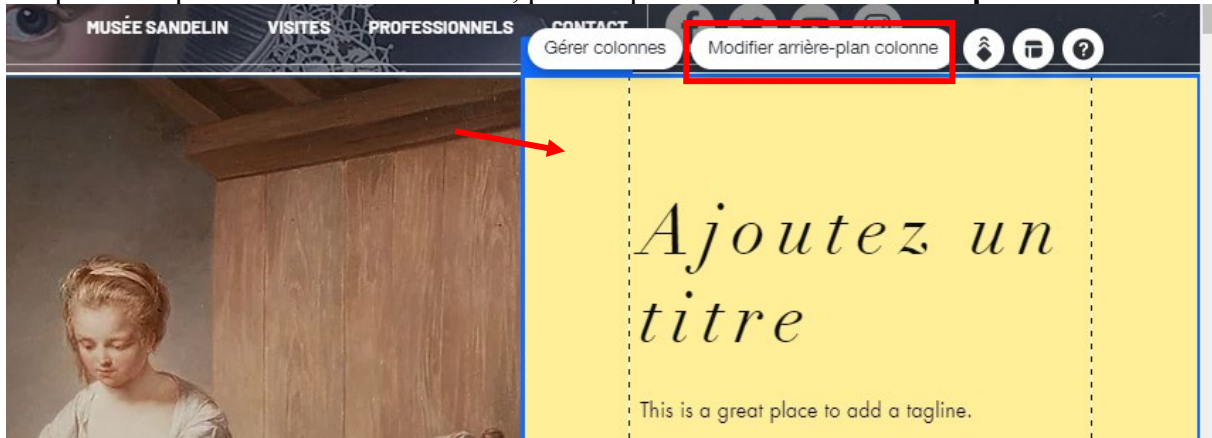 MUSÉE SANDELIN VISITES PROFESSIONNELS CONTACT
Gérer colonnes Modifier arrière-plan colonne ?
Ajoutez un
titre
This is a great place to add a tagline.